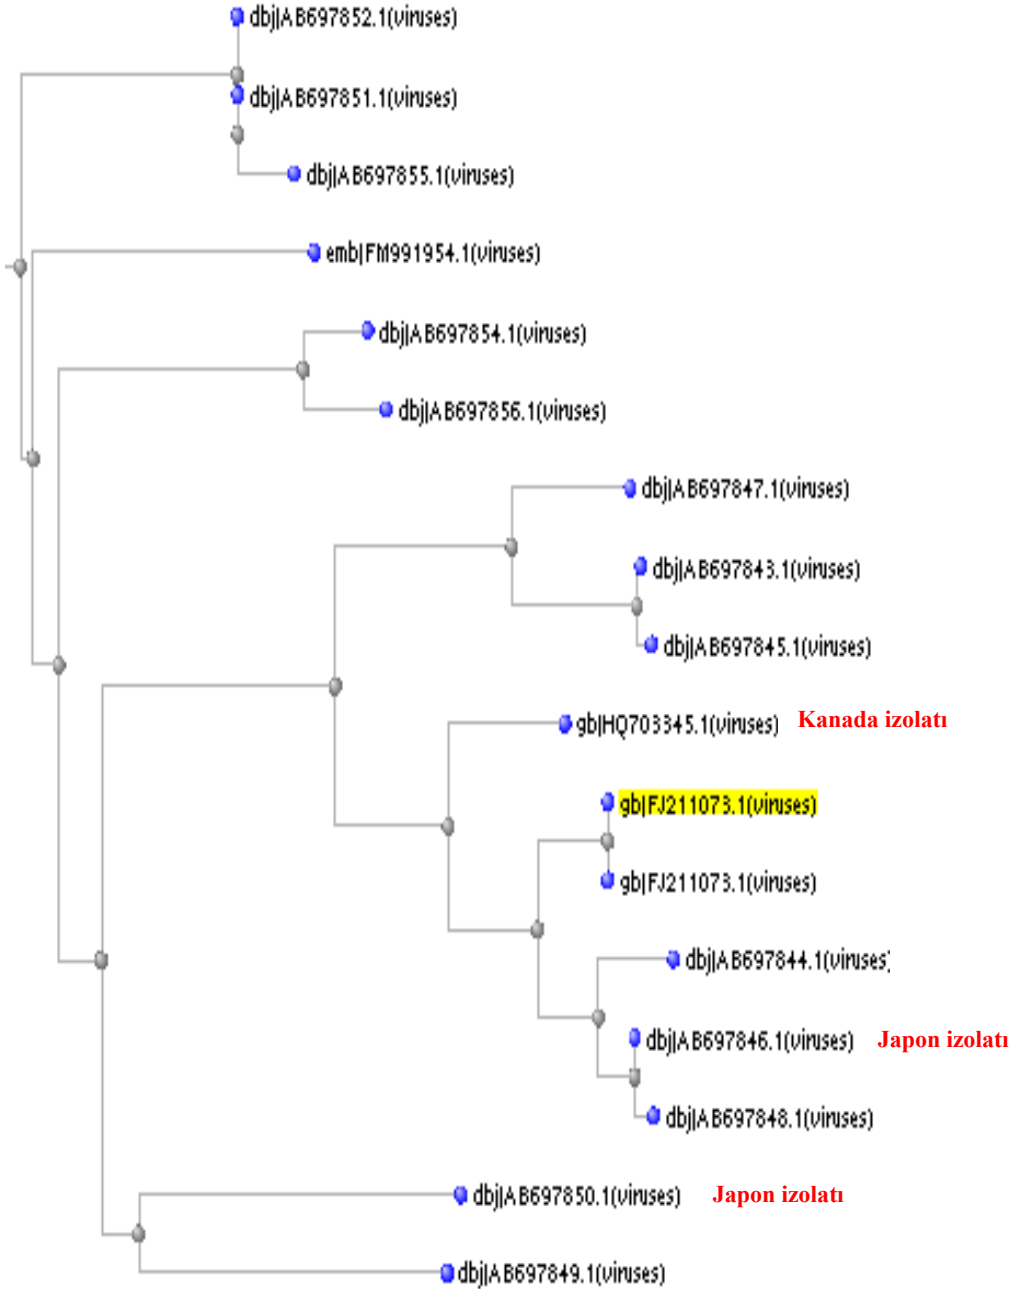 dbj|AB697852.1(viruses)
dbj|AB697851.1(viruses)
dbj|AB697855.1(viruses)
emb|FM991954.1(viruses)
dbj|AB697854.1(viruses)
dbj|AB697856.1(viruses)
dbj|AB697847.1(viruses)
dbj|AB697843.1(viruses)
dbj|AB697845.1(viruses)
gb|HQ703345.1(viruses) Kanada izolatı
gb|FJ211073.1(viruses)
gb|FJ211073.1(viruses)
dbj|AB697844.1(viruses)
dbj|AB697846.1(viruses) Japon izolatı
dbj|AB697848.1(viruses)
dbj|AB697850.1(viruses) Japon izolatı
dbj|AB697849.1(viruses)